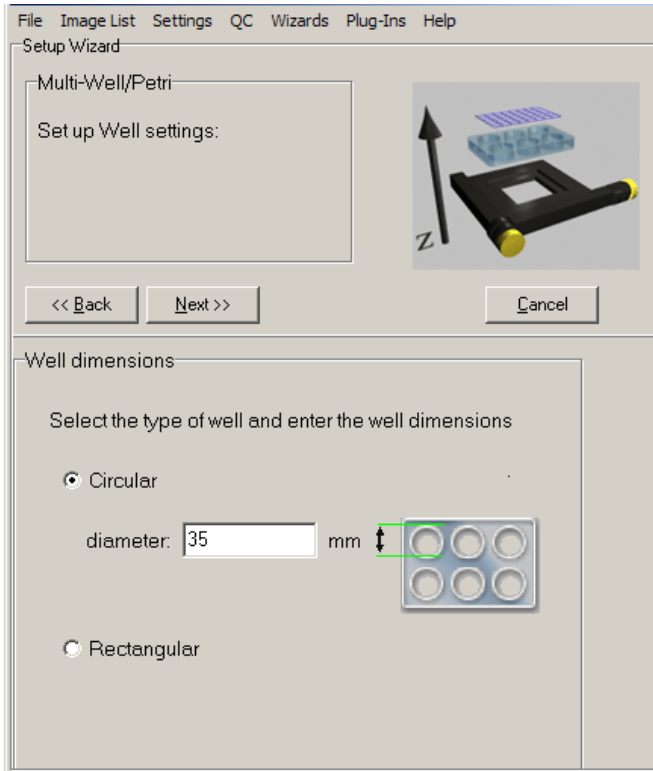 File Image List Settings QC Wizards Plug-Ins Help
Setup Wizard
Multi-Well/Petri
Set up Well settings:
Z
<< Back Next >> Cancel
Well dimensions
Select the type of well and enter the well dimensions
Circular
diameter: 35 mm
Rectangular